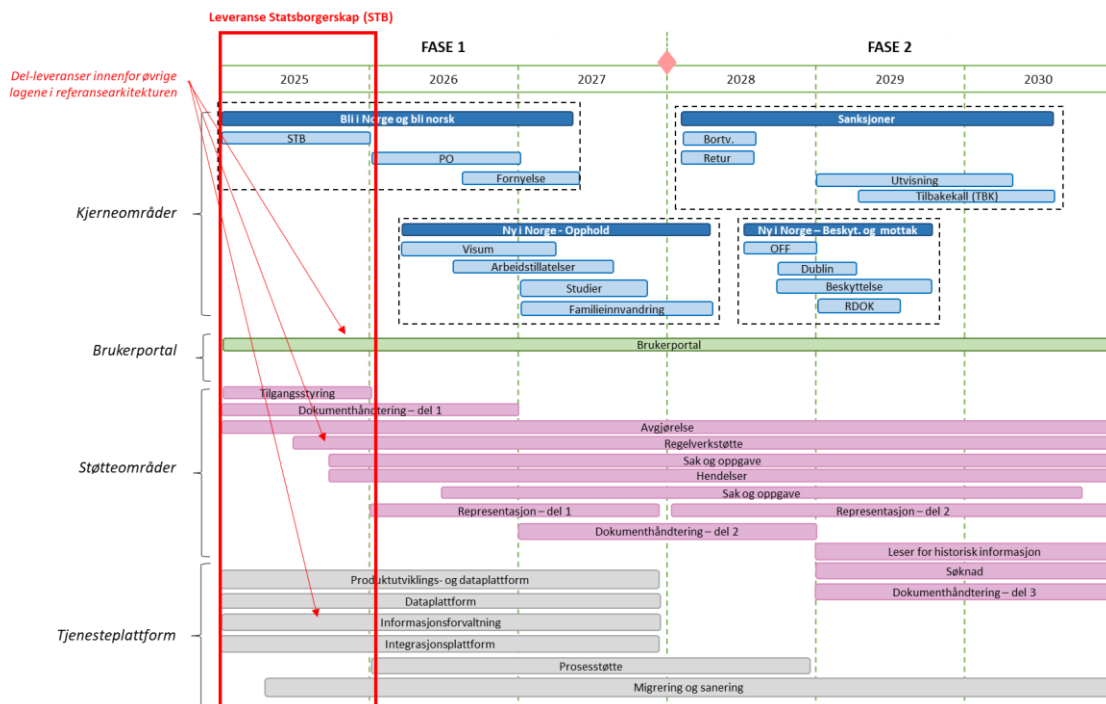 Leveranse Statsborgerskap (STB)
FASE 1
FASE 2
Del-leveranser innenfor øvrige
lagene i referansearkitekturen
2025
2026
2027
2028
2029
2030
Kjerneområder
Bli i Norge og bli norsk
STB
PO
Fornyelse
Sanksjoner
Bortv.
Retur
Utvisning
Tilbakekall (TBK)
Ny i Norge - Opphold
Visum
Arbeidstillatelser
Studier
Familieinnvandring
Ny i Norge – Beskyt. og mottak
OFF
Dublin
Beskyttelse
RDOK
Brukerportal
Brukerportal
Støtteområder
Tilgangsstyring
Dokumenthåndtering – del 1
Avgjørelse
Regelverkstøtte
Sak og oppgave
Hendelser
Sak og oppgave
Representasjon – del 1
Representasjon – del 2
Dokumenthåndtering – del 2
Leser for historisk informasjon
Søknad
Dokumenthåndtering – del 3
Tjenesteplattform
Produktutviklings- og dataplattform
Dataplattform
Informasjonsforvaltning
Integrasjonsplattform
Prosesstøtte
Migrering og sanering